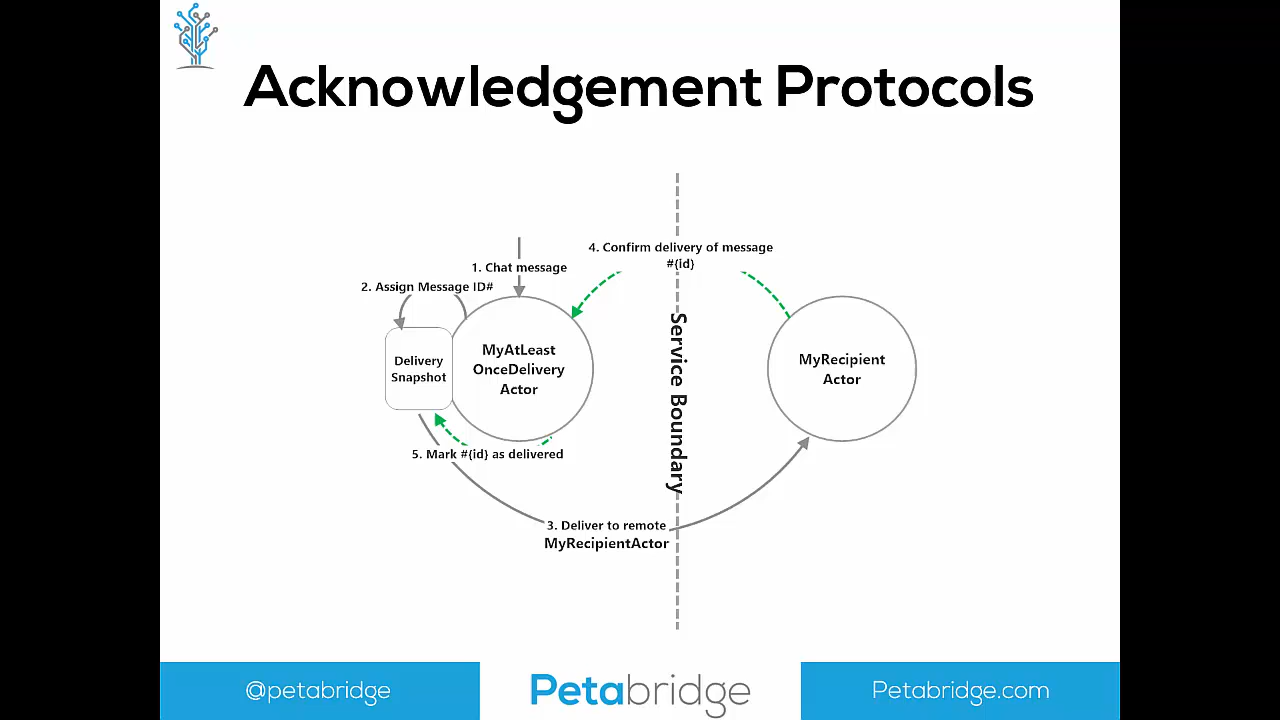 Acknowledgement Protocols
4. Confirm delivery of message
#{id}
1. Chat message
2. Assign Message ID#
Delivery
Snapshot
MyAtLeast
OnceDelivery
Actor
Service Boundary
MyRecipient
Actor
5. Mark #{id} as delivered
3. Deliver to remote
MyRecipientActor
@petabridge
Petabridge
Petabridge.com